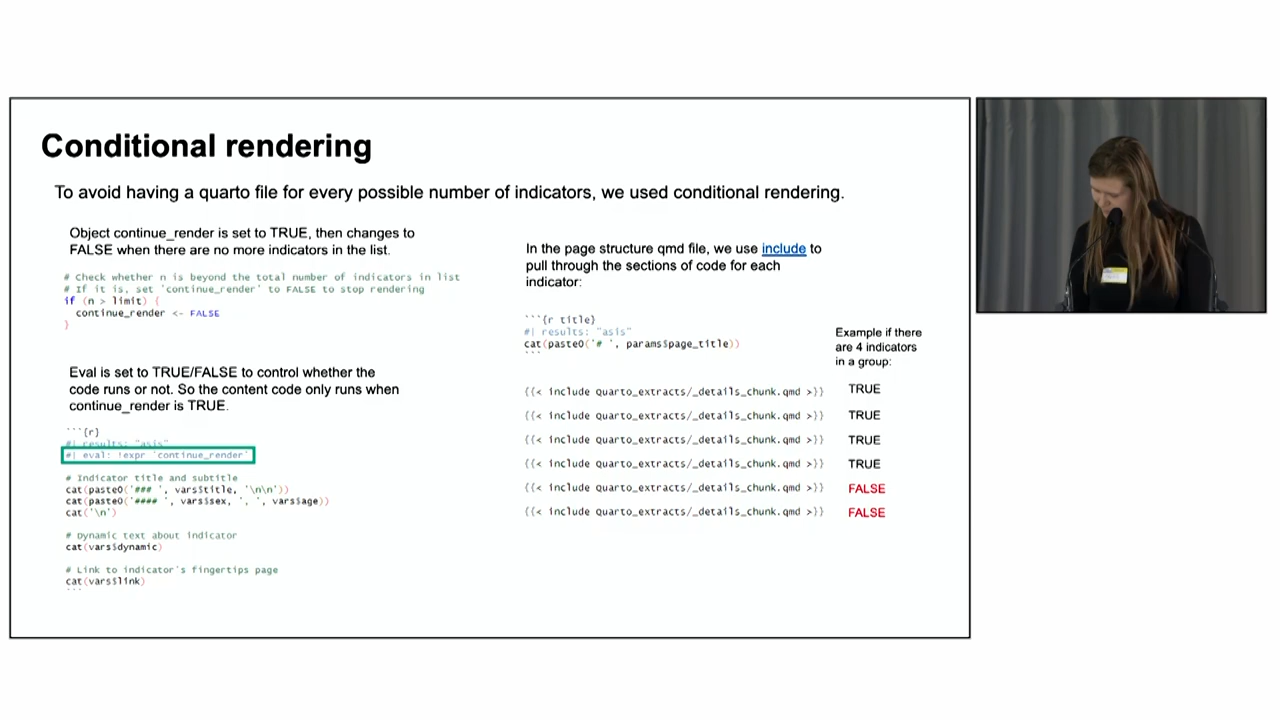 Conditional rendering
To avoid having a quarto file for every possible number of indicators, we used conditional rendering.
Object continue_render is set to TRUE, then changes to
FALSE when there are no more indicators in the list.
# Check whether n is beyond the total number of indicators in list
# If it is, set 'continue_render' to FALSE to stop rendering
if (n > limit) {
continue_render <- FALSE
}
Eval is set to TRUE/FALSE to control whether the
code runs or not. So the content code only runs when
continue_render is TRUE.
```{r}
#| results: "asis"
#| eval: !expr 'continue_render'
# Indicator title and subtitle
cat(paste0('### ', vars$title, '\n\n'))
cat(paste0('#### ', vars$sex, ', ', vars$age))
cat('\n')
# Dynamic text about indicator
cat(vars$dynamic)
# Link to indicator's fingertips page
cat(vars$link)
```
In the page structure qmd file, we use include to
pull through the sections of code for each
indicator:
```{r title}
#| results: "asis"
cat(paste0('# ', params$page_title))
```
Example if there
are 4 indicators
in a group:
{{< include Quarto_extracts/_details_chunk.qmd >}} TRUE
{{< include Quarto_extracts/_details_chunk.qmd >}} TRUE
{{< include Quarto_extracts/_details_chunk.qmd >}} TRUE
{{< include Quarto_extracts/_details_chunk.qmd >}} TRUE
{{< include Quarto_extracts/_details_chunk.qmd >}} FALSE
{{< include Quarto_extracts/_details_chunk.qmd >}} FALSE